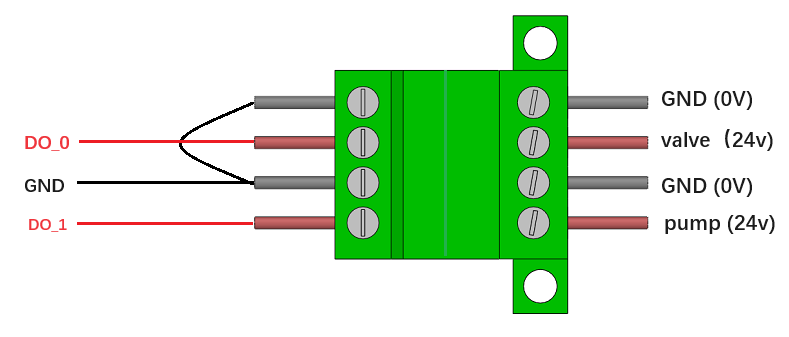 GND (0V)
DO_0
valve（24v)
GND
GND (0V)
DO_1
pump (24v)